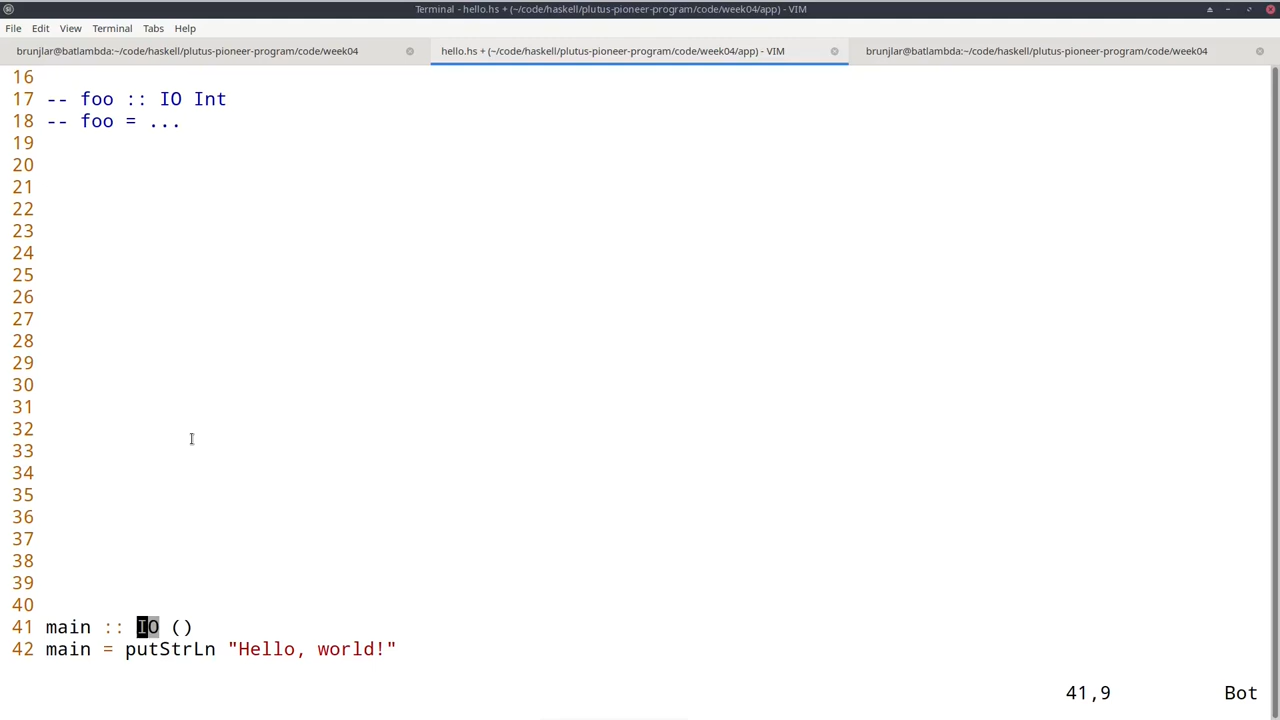 Terminal - hello.hs + (~/code/haskell/plutus-pioneer-program/code/week04/app) - VIM
File Edit View Terminal Tabs Help
brunjlar@batlambda:~/code/haskell/plutus-pioneer-program/code/week04 hello.hs + (~/code/haskell/plutus-pioneer-program/code/week04/app) - VIM brunjlar@batlambda:~/code/haskell/plutus-pioneer-program/code/week04
16
17 -- foo :: IO Int
18 -- foo = ...
19
20
21
22
23
24
25
26
27
28
29
30
31
32
33
34
35
36
37
38
39
40
41 main :: IO ()
42 main = putStrLn "Hello, world!"
41,9 Bot